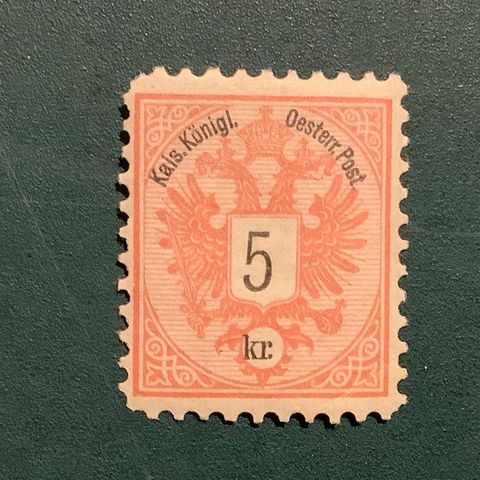 Kais. Königl.
Oesterr. Post
5
kr.